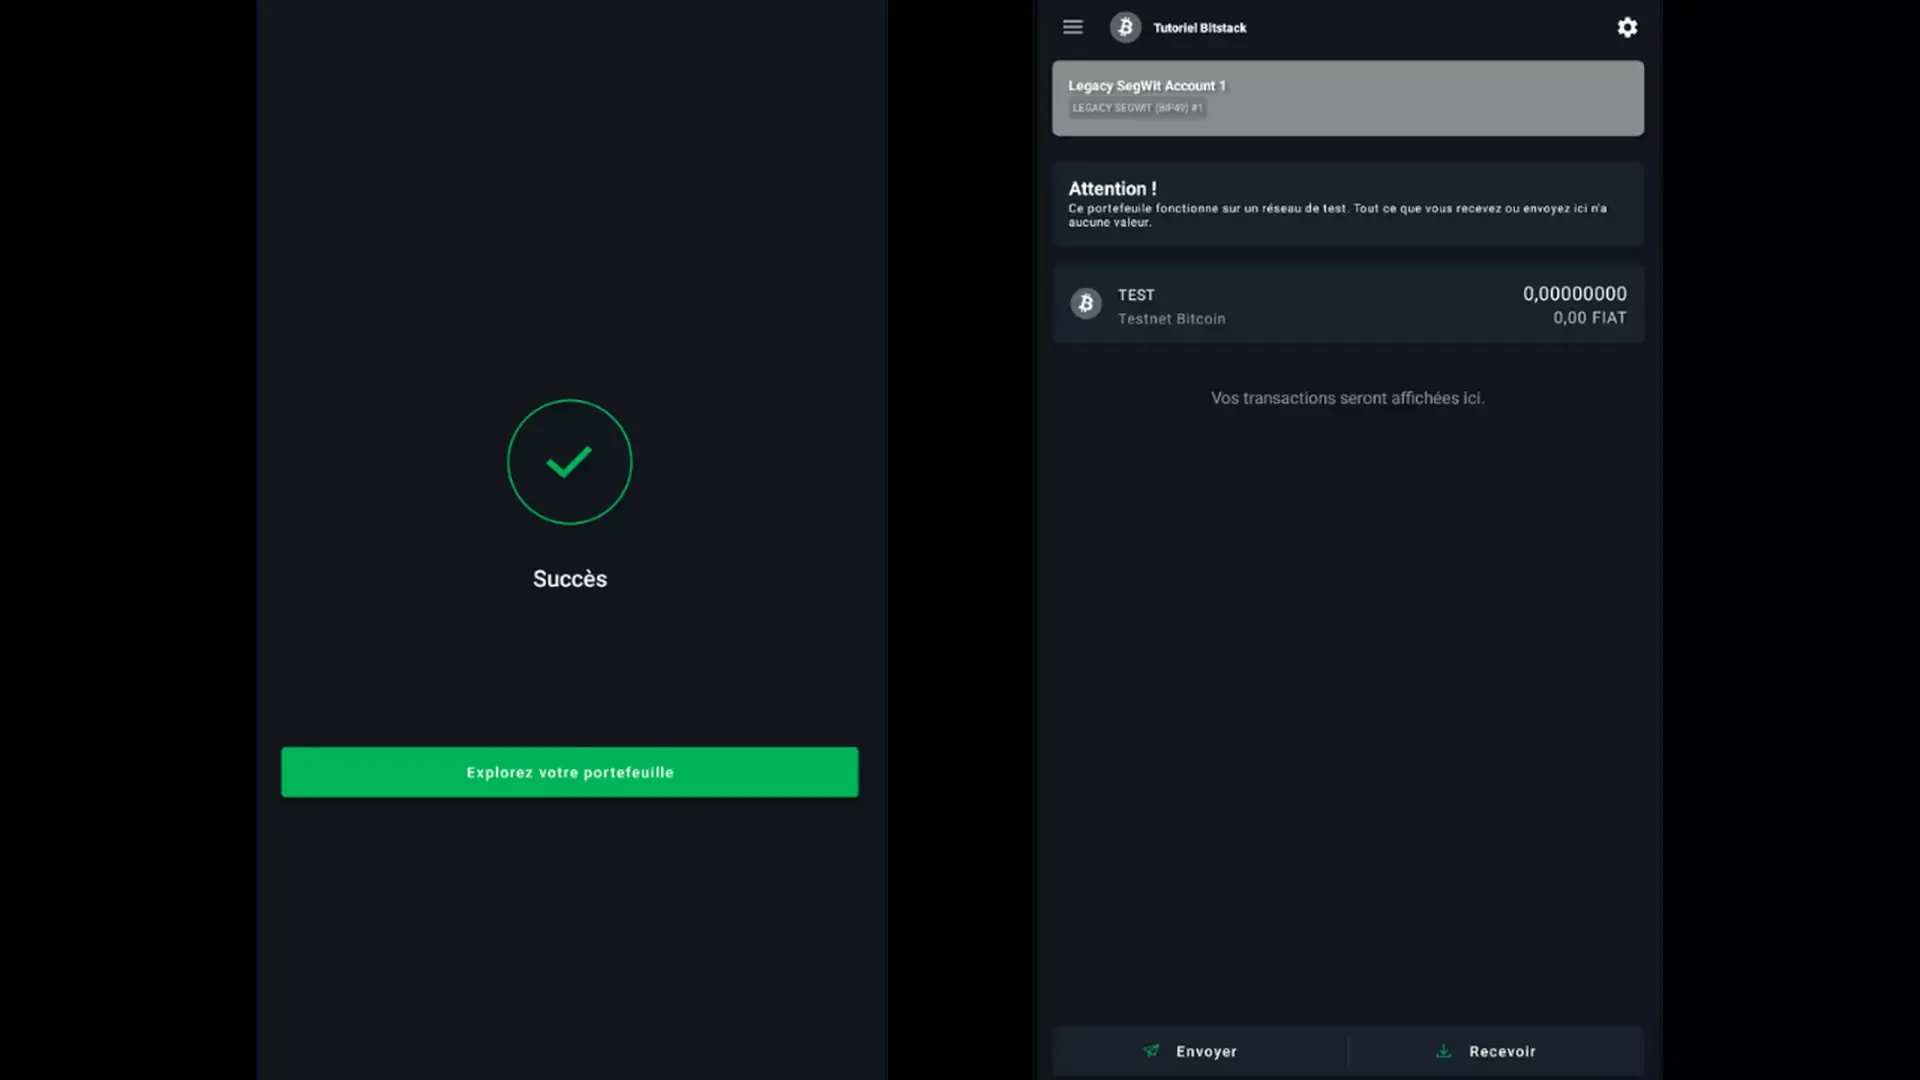 Succès
Explorez votre portefeuille
Tutoriel Bitstack
Legacy SegWit Account 1
LEGACY SEGWIT (BIP49) #1
Attention !
Ce portefeuile fonctionne sur un réseau de test. Tout ce que vous recevez ou envoyez ici n'a
aucune valeur.
TEST
0,00000000
Testnet Bitcoin
0,00 FIAT
Vos transactions seront affichées ici.
Envoyer
Recevoir